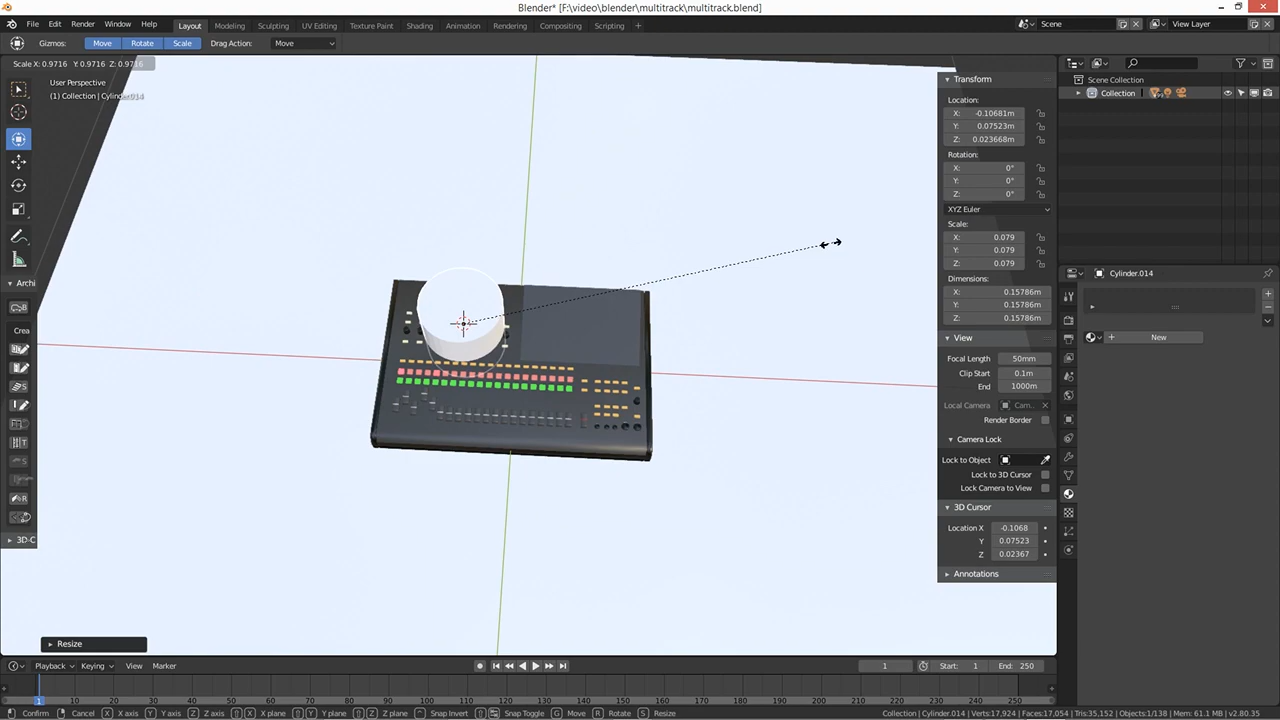 Blender* [F:\video\blender\multitrack\multitrack.blend]
File Edit Render Window Help Layout Modeling Sculpting UV Editing Texture Paint Shading Animation Rendering Compositing Scripting + Scene View Layer
Gizmos: Move Rotate Scale Drag Action: Move
Scale X: 0.9716 Y: 0.9716 Z: 0.9716
User Perspective
(1) Collection | Cylinder.014
Archi
Crea
3D-C
Resize
Transform
Location:
X: -0.10681m
Y: 0.07523m
Z: 0.023668m
Rotation:
X: 0°
Y: 0°
Z: 0°
XYZ Euler
Scale:
X: 0.079
Y: 0.079
Z: 0.079
Dimensions:
X: 0.15786m
Y: 0.15786m
Z: 0.15786m
View
Focal Length 50mm
Clip Start 0.1m
End 1000m
Local Camera Cam..
Render Border
Camera Lock
Lock to Object
Lock to 3D Cursor
Lock Camera to View
3D Cursor
Location X -0.1068
Y 0.07523
Z 0.02367
Annotations
Scene Collection
Collection
Cylinder.014
New
Playback Keying View Marker 1 Start: 1 End: 250
1 10 20 30 40 50 60 70 80 90 100 110 120 130 140 150 160 170 180 190 200 210 220 230 240 250
Confirm Cancel X X axis Y Y axis Z Z axis X X plane Y Y plane Z Z plane Snap Invert Snap Toggle G Move R Rotate S Resize Collection | Cylinder.014 | Verts:17,924 | Faces:17,054 | Tris:35,152 | Objects:1/138 | Mem: 61.1 MB | v2.80.35